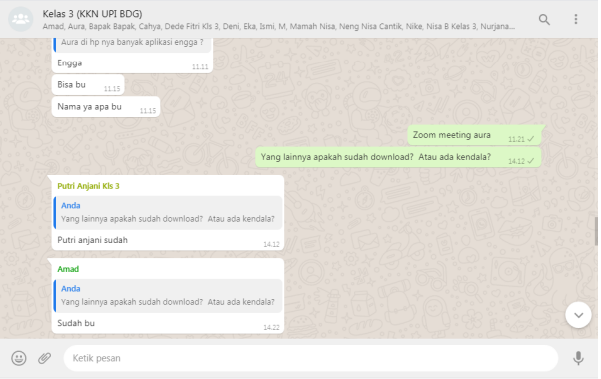 Kelas 3 (KKN UPI BDG)
Amad, Aura, Bapak Bapak, Cahya, Dede Fitri Kls 3, Deni, Eka, Ismi, M, Mamah Nisa, Neng Nisa Cantik, Nike, Nisa B Kelas 3, Nurjana...
Aura di hp nya banyak aplikasi engga ?
Engga
11.11
Bisa bu
11.15
Nama ya apa bu
11.15
Zoom meeting aura
11.21
Yang lainnya apakah sudah download? Atau ada kendala?
14.12
Putri Anjani Kls 3
Anda
Yang lainnya apakah sudah download? Atau ada kendala?
Putri anjani sudah
14.12
Amad
Anda
Yang lainnya apakah sudah download? Atau ada kendala?
Sudah bu
14.22
Ketik pesan